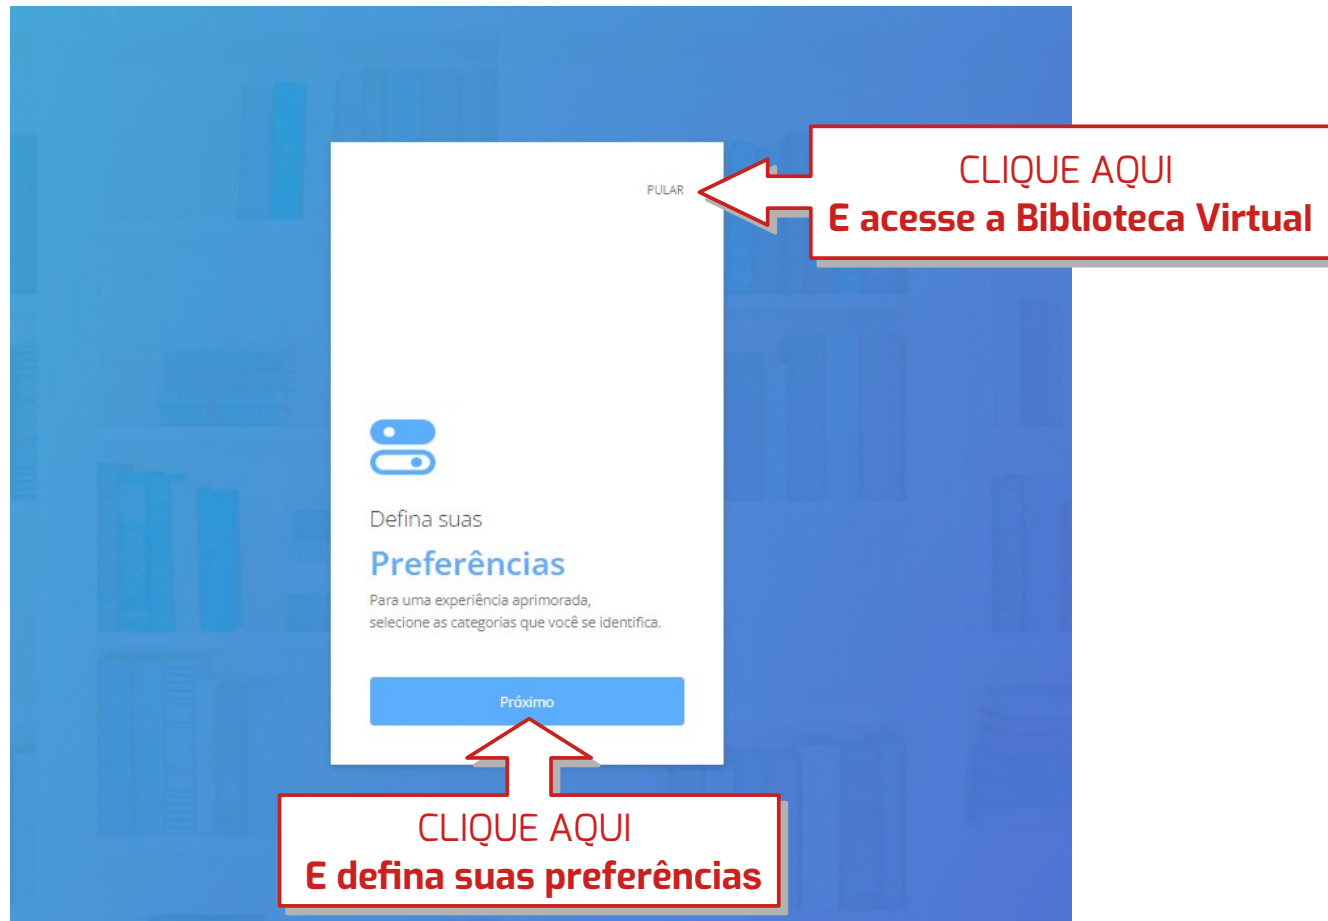 PULAR
CLIQUE AQUI
E acesse a Biblioteca Virtual
Defina suas
Preferências
Para uma experiência aprimorada,
selecione as categorias que você se identifica.
Próximo
CLIQUE AQUI
E defina suas preferências